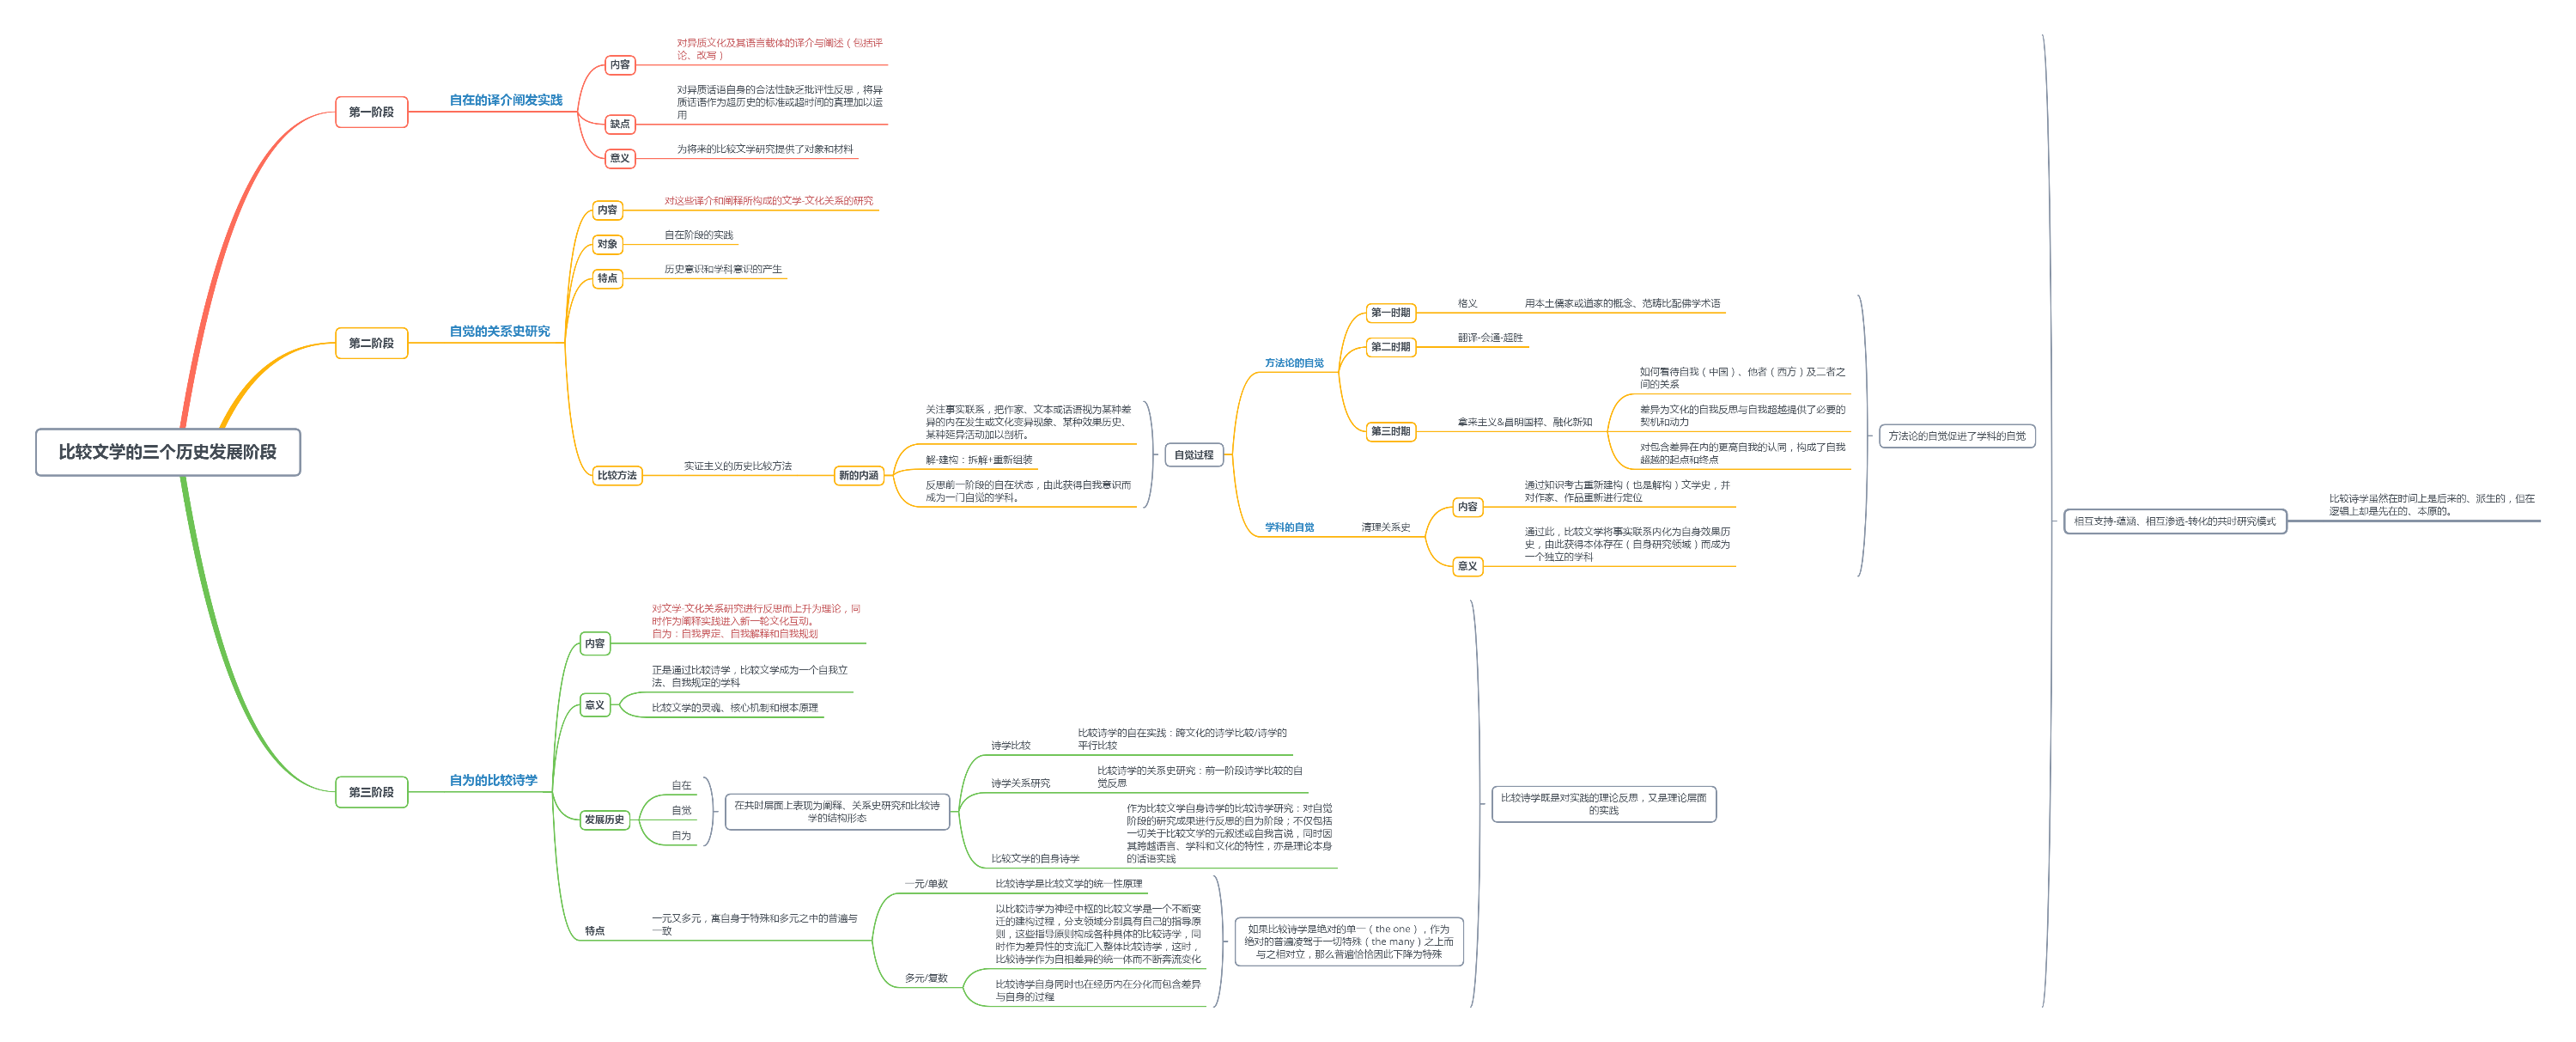 比较文学的三个历史发展阶段
第一阶段
自在的译介阐发实践
内容
对异质文化及其语言载体的译介与阐述（包括评
论、改写）
缺点
对异质话语自身的合法性缺乏批评性反思，将异
质话语作为超历史的标准或超时间的真理加以运
用
意义
为将来的比较文学研究提供了对象和材料
第二阶段
自觉的关系史研究
内容
对这些译介和阐释所构成的文学-文化关系的研究
对象
自在阶段的实践
特点
历史意识和学科意识的产生
比较方法
实证主义的历史比较方法
新的内涵
关注事实联系，把作家、文本或话语视为某种差
异的内在发生或文化变异现象、某种效果历史、
某种延异活动加以剖析。
解-建构：拆解+重新组装
反思前一阶段的自在状态，由此获得自我意识而
成为一门自觉的学科。
自觉过程
方法论的自觉
第一时期
格义
用本土儒家或道家的概念、范畴比配佛学术语
第二时期
翻译-会通-超胜
第三时期
拿来主义&昌明国粹、融化新知
如何看待自我（中国）、他者（西方）及二者之
间的关系
差异为文化的自我反思与自我超越提供了必要的
契机和动力
对包含差异在内的更高自我的认同，构成了自我
超越的起点和终点
学科的自觉
清理关系史
内容
通过知识考古重新建构（也是解构）文学史，并
对作家、作品重新进行定位
意义
通过此，比较文学将事实联系内化为自身效果历
史，由此获得本体存在（自身研究领域）而成为
一个独立的学科
方法论的自觉促进了学科的自觉
第三阶段
自为的比较诗学
内容
对文学-文化关系研究进行反思而上升为理论，同
时作为阐释实践进入新一轮文化互动。
自为：自我界定、自我解释和自我规划
意义
正是通过比较诗学，比较文学成为一个自我立
法、自我规定的学科
比较文学的灵魂、核心机制和根本原理
发展历史
自在
自觉
自为
在共时层面上表现为阐释、关系史研究和比较诗
学的结构形态
诗学比较
比较诗学的自在实践：跨文化的诗学比较/诗学的
平行比较
诗学关系研究
比较诗学的关系史研究：前一阶段诗学比较的自
觉反思
比较文学的自身诗学
作为比较文学自身诗学的比较诗学研究：对自觉
阶段的研究成果进行反思的自为阶段；不仅包括
一切关于比较文学的元叙述或自我言说，同时因
其跨越语言、学科和文化的特性，亦是理论本身
的话语实践
特点
一元又多元，寓自身于特殊和多元之中的普遍与
一致
一元/单数
比较诗学是比较文学的统一性原理
多元/复数
以比较诗学为神经中枢的比较文学是一个不断变
迁的建构过程，分支领域分别具有自己的指导原
则，这些指导原则构成各种具体的比较诗学，同
时作为差异性的支流汇入整体比较诗学，这时，
比较诗学作为自相差异的统一体而不断奔流变化
比较诗学自身同时也在经历内在分化而包含差异
与自身的过程
如果比较诗学是绝对的单一（the one），作为
绝对的普遍凌驾于一切特殊（the many）之上而
与之相对立，那么普遍恰恰因此下降为特殊
比较诗学既是对实践的理论反思，又是理论层面
的实践
相互支持-蕴涵、相互渗透-转化的共时研究模式
比较诗学虽然在时间上是后来的、派生的，但在
逻辑上却是先在的、本原的。